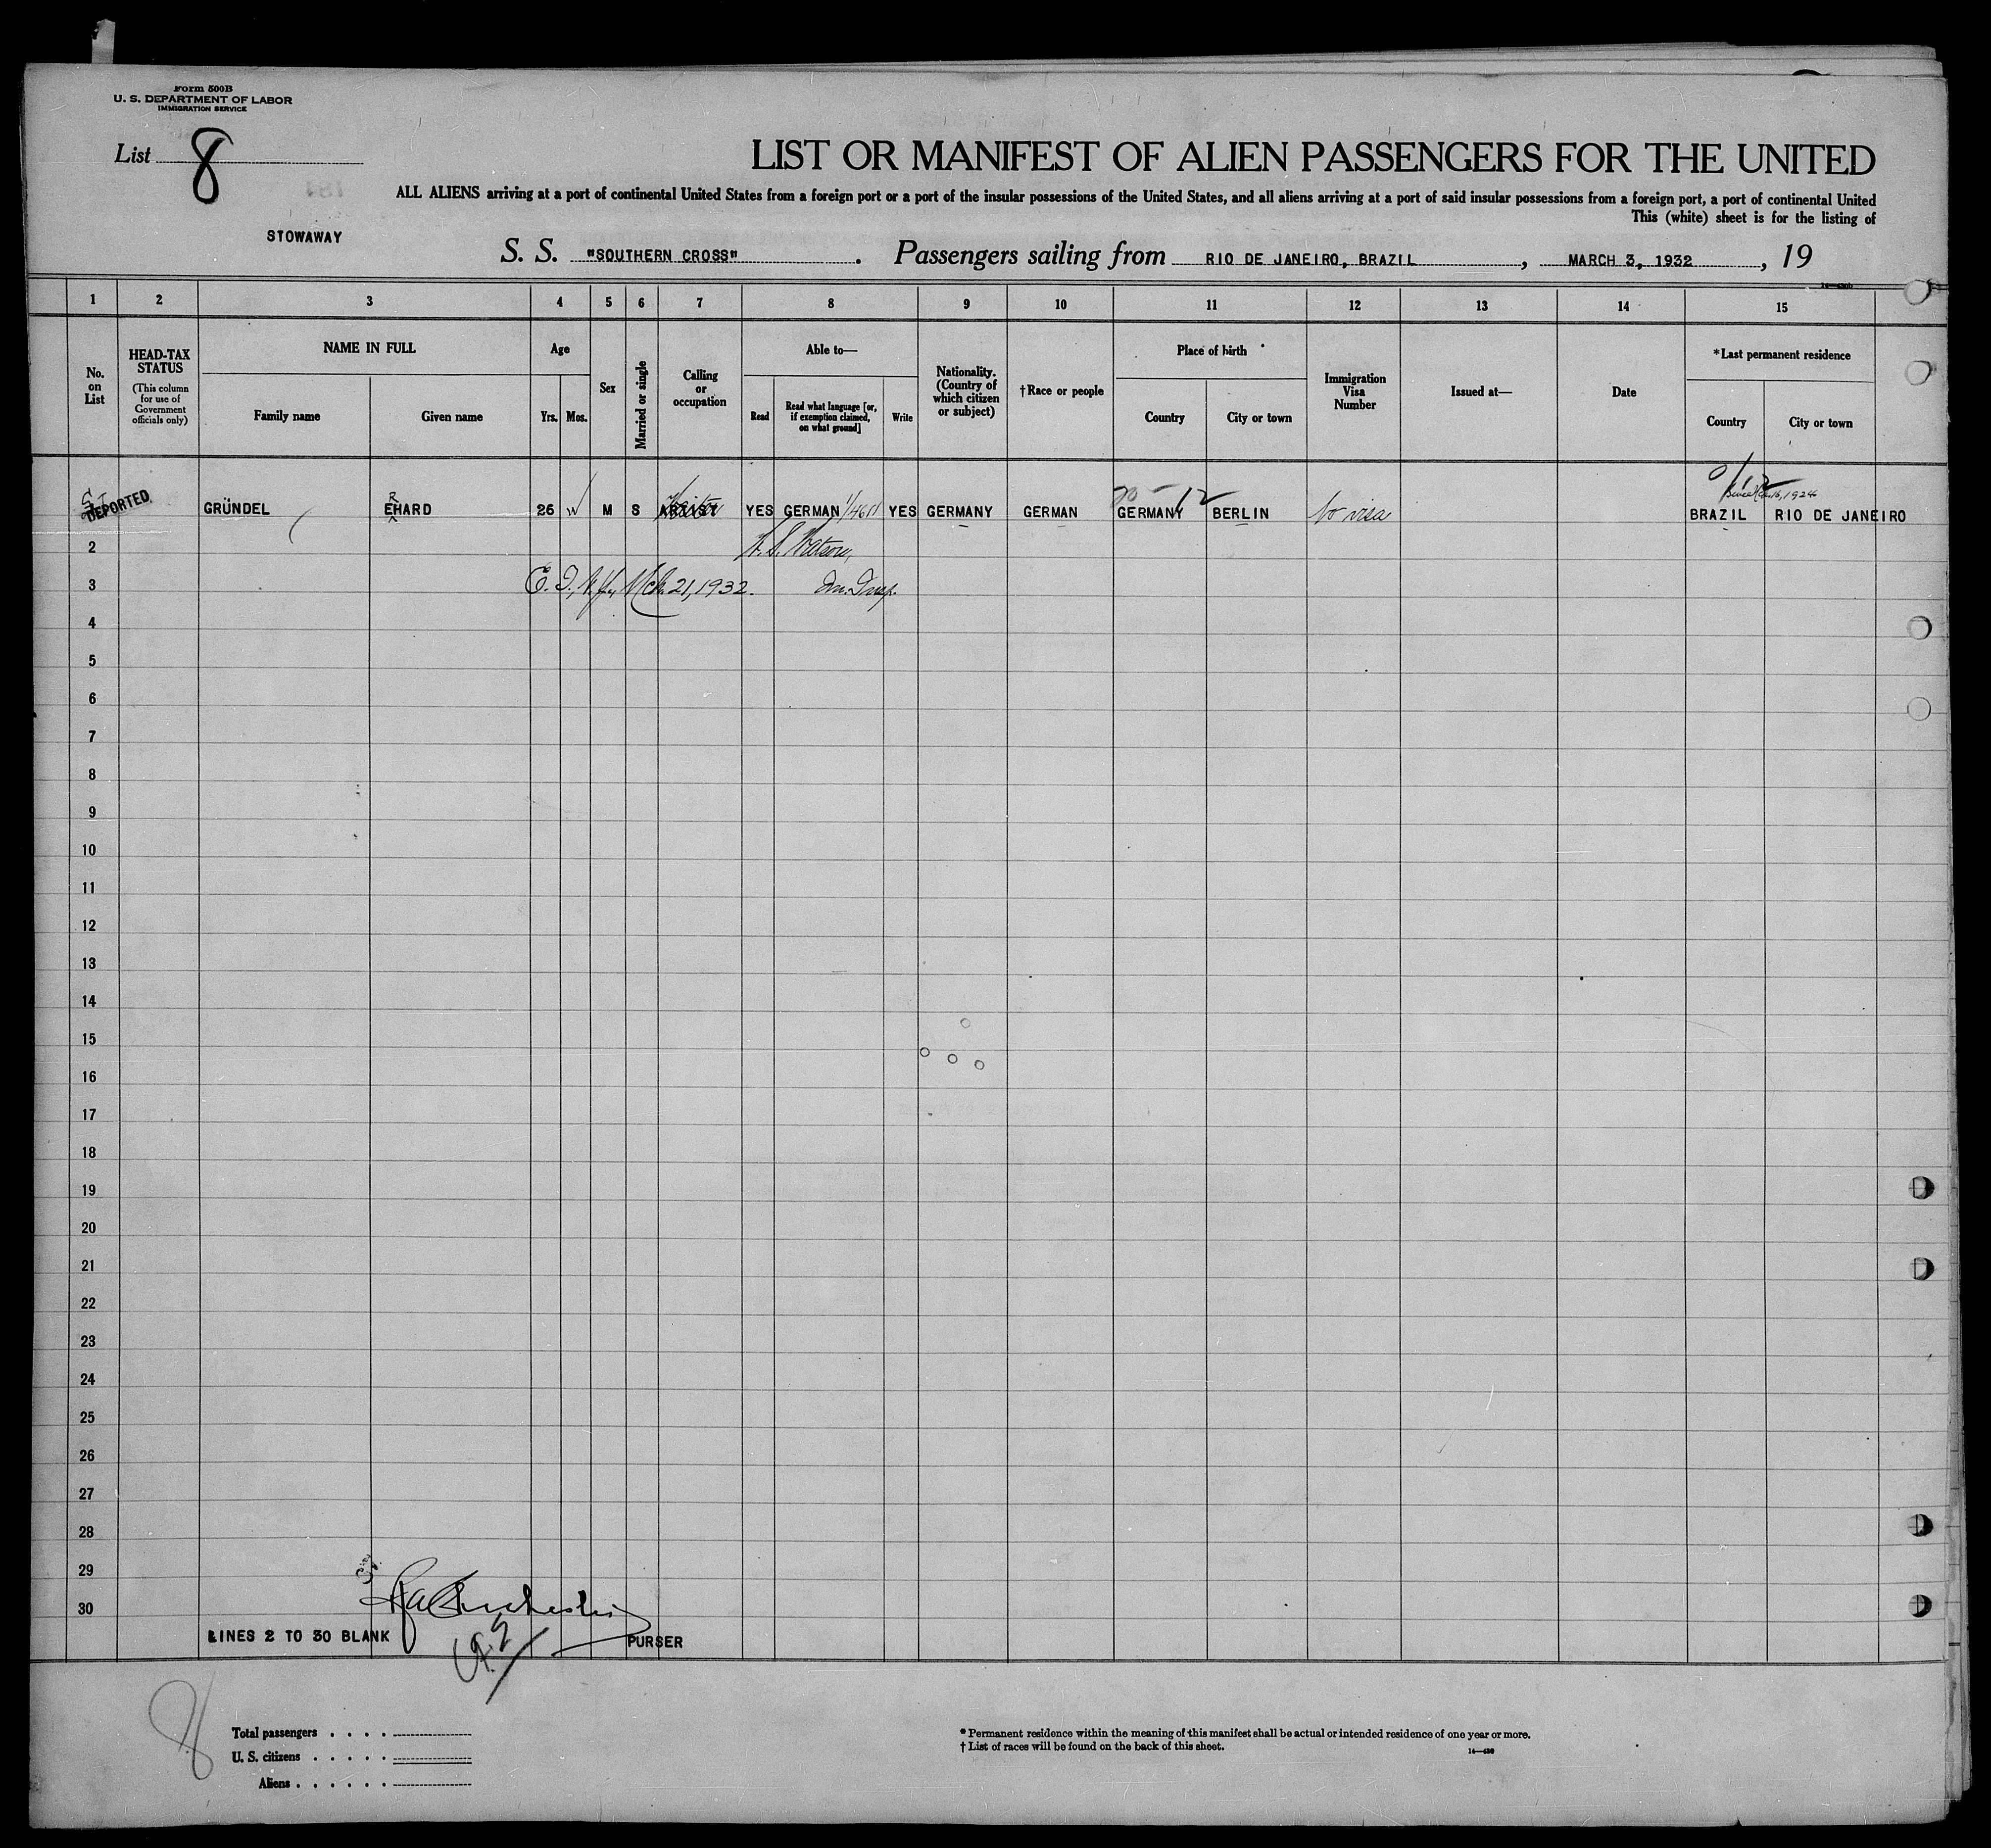 Form 500B
U. S. DEPARTMENT OF LABOR
IMMIGRATION SERVICE
List 8
LIST OR MANIFEST OF ALIEN PASSENGERS FOR THE UNITED
ALL ALIENS arriving at a port of continental United States from a foreign port or a port of the insular possessions of the United States, and all aliens arriving at a port of said insular possessions from a foreign port, a port of continental United
This (white) sheet is for the listing of
STOWAWAY
S. S. "SOUTHERN CROSS". Passengers sailing from RIO DE JANEIRO, BRAZIL, MARCH 3, 1932, 19
1 2 3 4 5 6 7 8 9 10 11 12 13 14 15
No. on List
HEAD-TAX STATUS
(This column for use of Government officials only)
NAME IN FULL
Family name
Given name
Age
Yrs.
Mos.
Sex
Married or single
Calling or occupation
Able to—
Read
Read what language [or, if exemption claimed, on what ground]
Write
Nationality. (Country of which citizen or subject)
†Race or people
Place of birth
Country
City or town
Immigration Visa Number
Issued at—
Date
*Last permanent residence
Country
City or town
DEPORTED GRÜNDEL ERHARD 26 M S Waiter YES GERMAN YES GERMANY GERMAN GERMANY BERLIN No visa BRAZIL RIO DE JANEIRO
2
3 Mch. 21, 1932. Im. Insp.
4
5
6
7
8
9
10
11
12
13
14
15
16
17
18
19
20
21
22
23
24
25
26
27
28
29
30
LINES 2 TO 30 BLANK
PURSER
8
Total passengers . . . .
U. S. citizens . . . . .
Aliens . . . . . .
* Permanent residence within the meaning of this manifest shall be actual or intended residence of one year or more.
† List of races will be found on the back of this sheet.